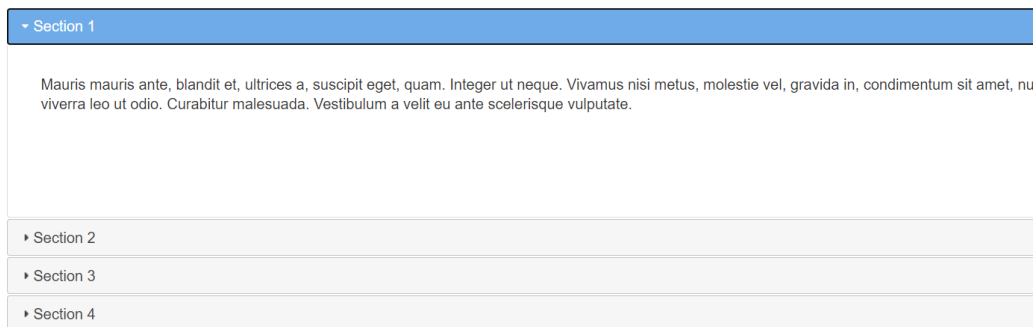 Section 1
Mauris mauris ante, blandit et, ultrices a, suscipit eget, quam. Integer ut neque. Vivamus nisi metus, molestie vel, gravida in, condimentum sit amet,
viverra leo ut odio. Curabitur malesuada. Vestibulum a velit eu ante scelerisque vulputate.
Section 2
Section 3
Section 4